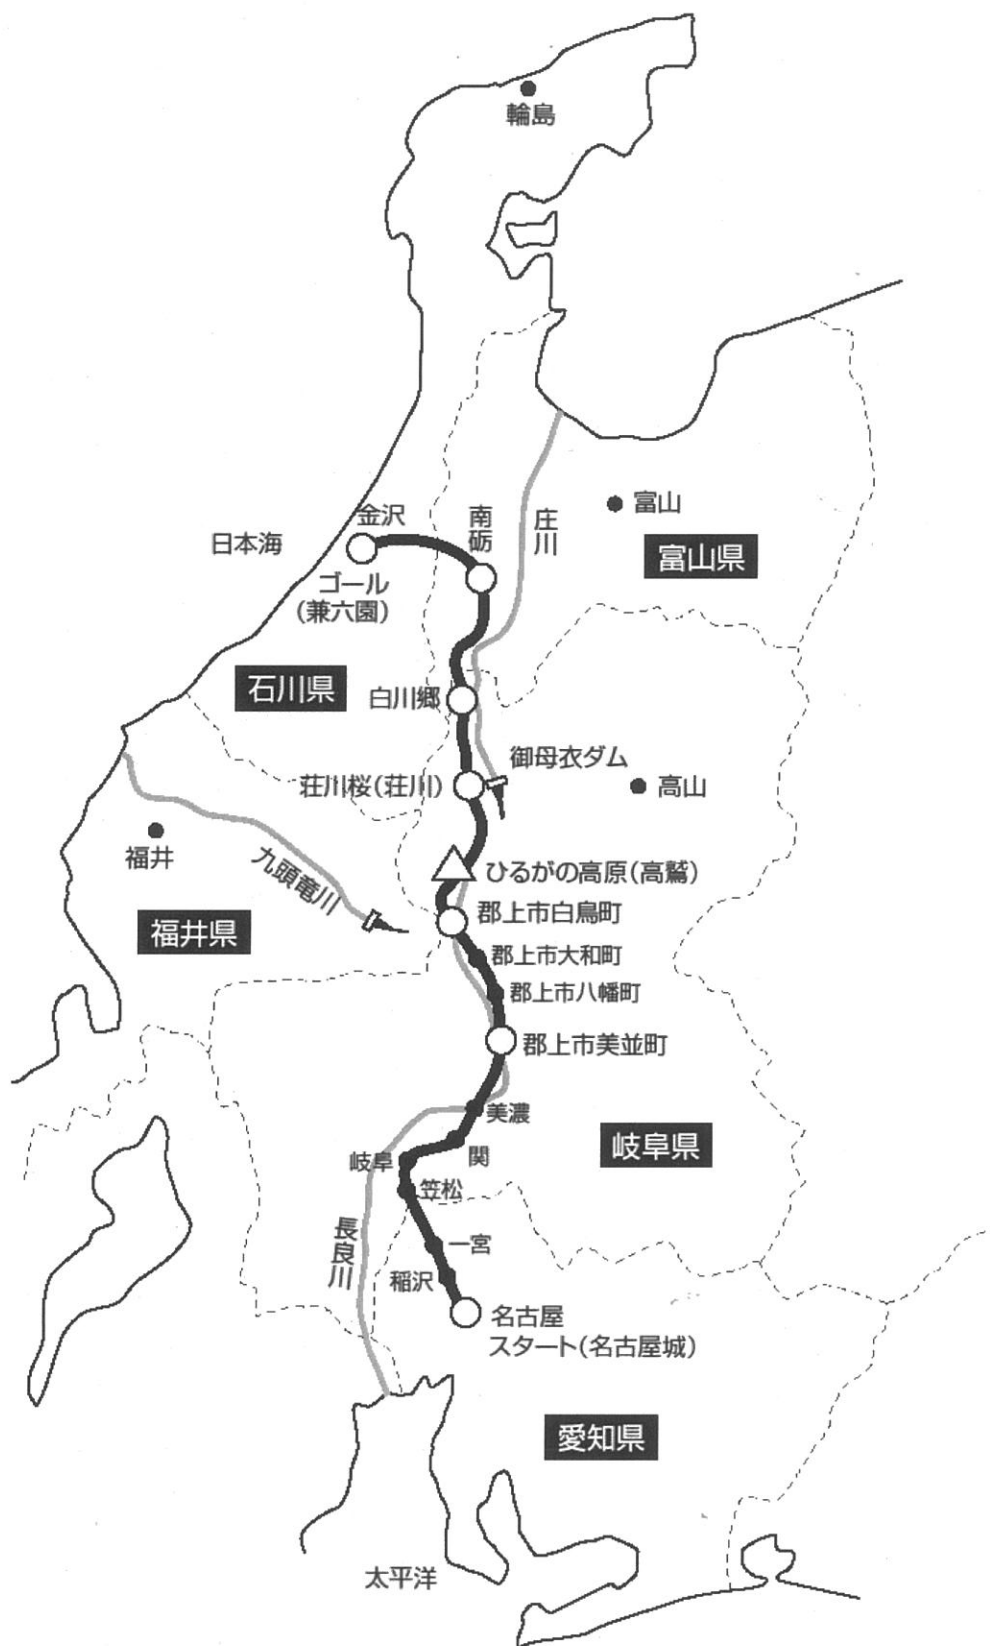 輪島
富山
富山県
庄川
南砺
金沢
日本海
ゴール
(兼六園)
石川県
白川郷
御母衣ダム
荘川桜(荘川)
高山
福井
九頭竜川
ひるがの高原(高鷲)
福井県
郡上市白鳥町
郡上市大和町
郡上市八幡町
郡上市美並町
美濃
岐阜県
関
岐阜
笠松
長良川
一宮
稲沢
名古屋
スタート(名古屋城)
愛知県
太平洋